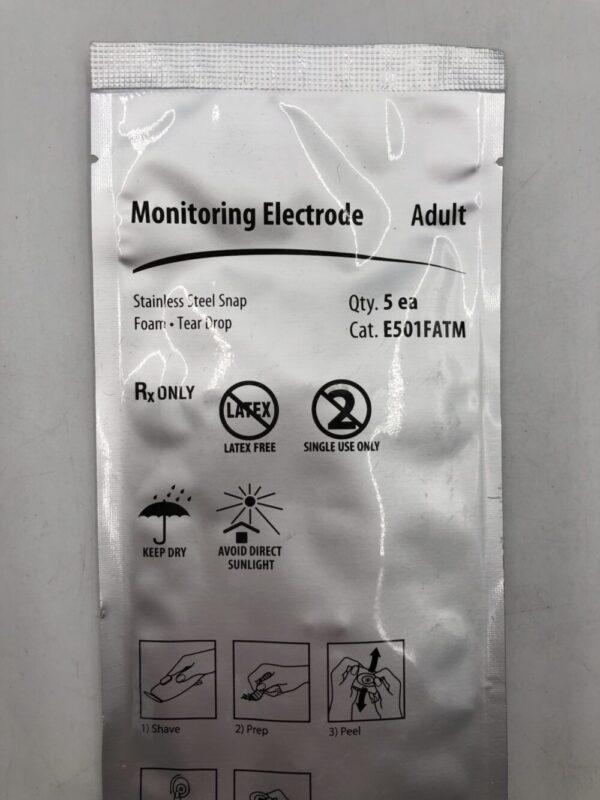 Monitoring Electrode Adult
Stainless Steel Snap
Foam • Tear Drop
Qty. 5 ea
Cat. E501FATM
Rx ONLY
LATEX
LATEX FREE
2
SINGLE USE ONLY
KEEP DRY
AVOID DIRECT
SUNLIGHT
1) Shave
2) Prep
3) Peel